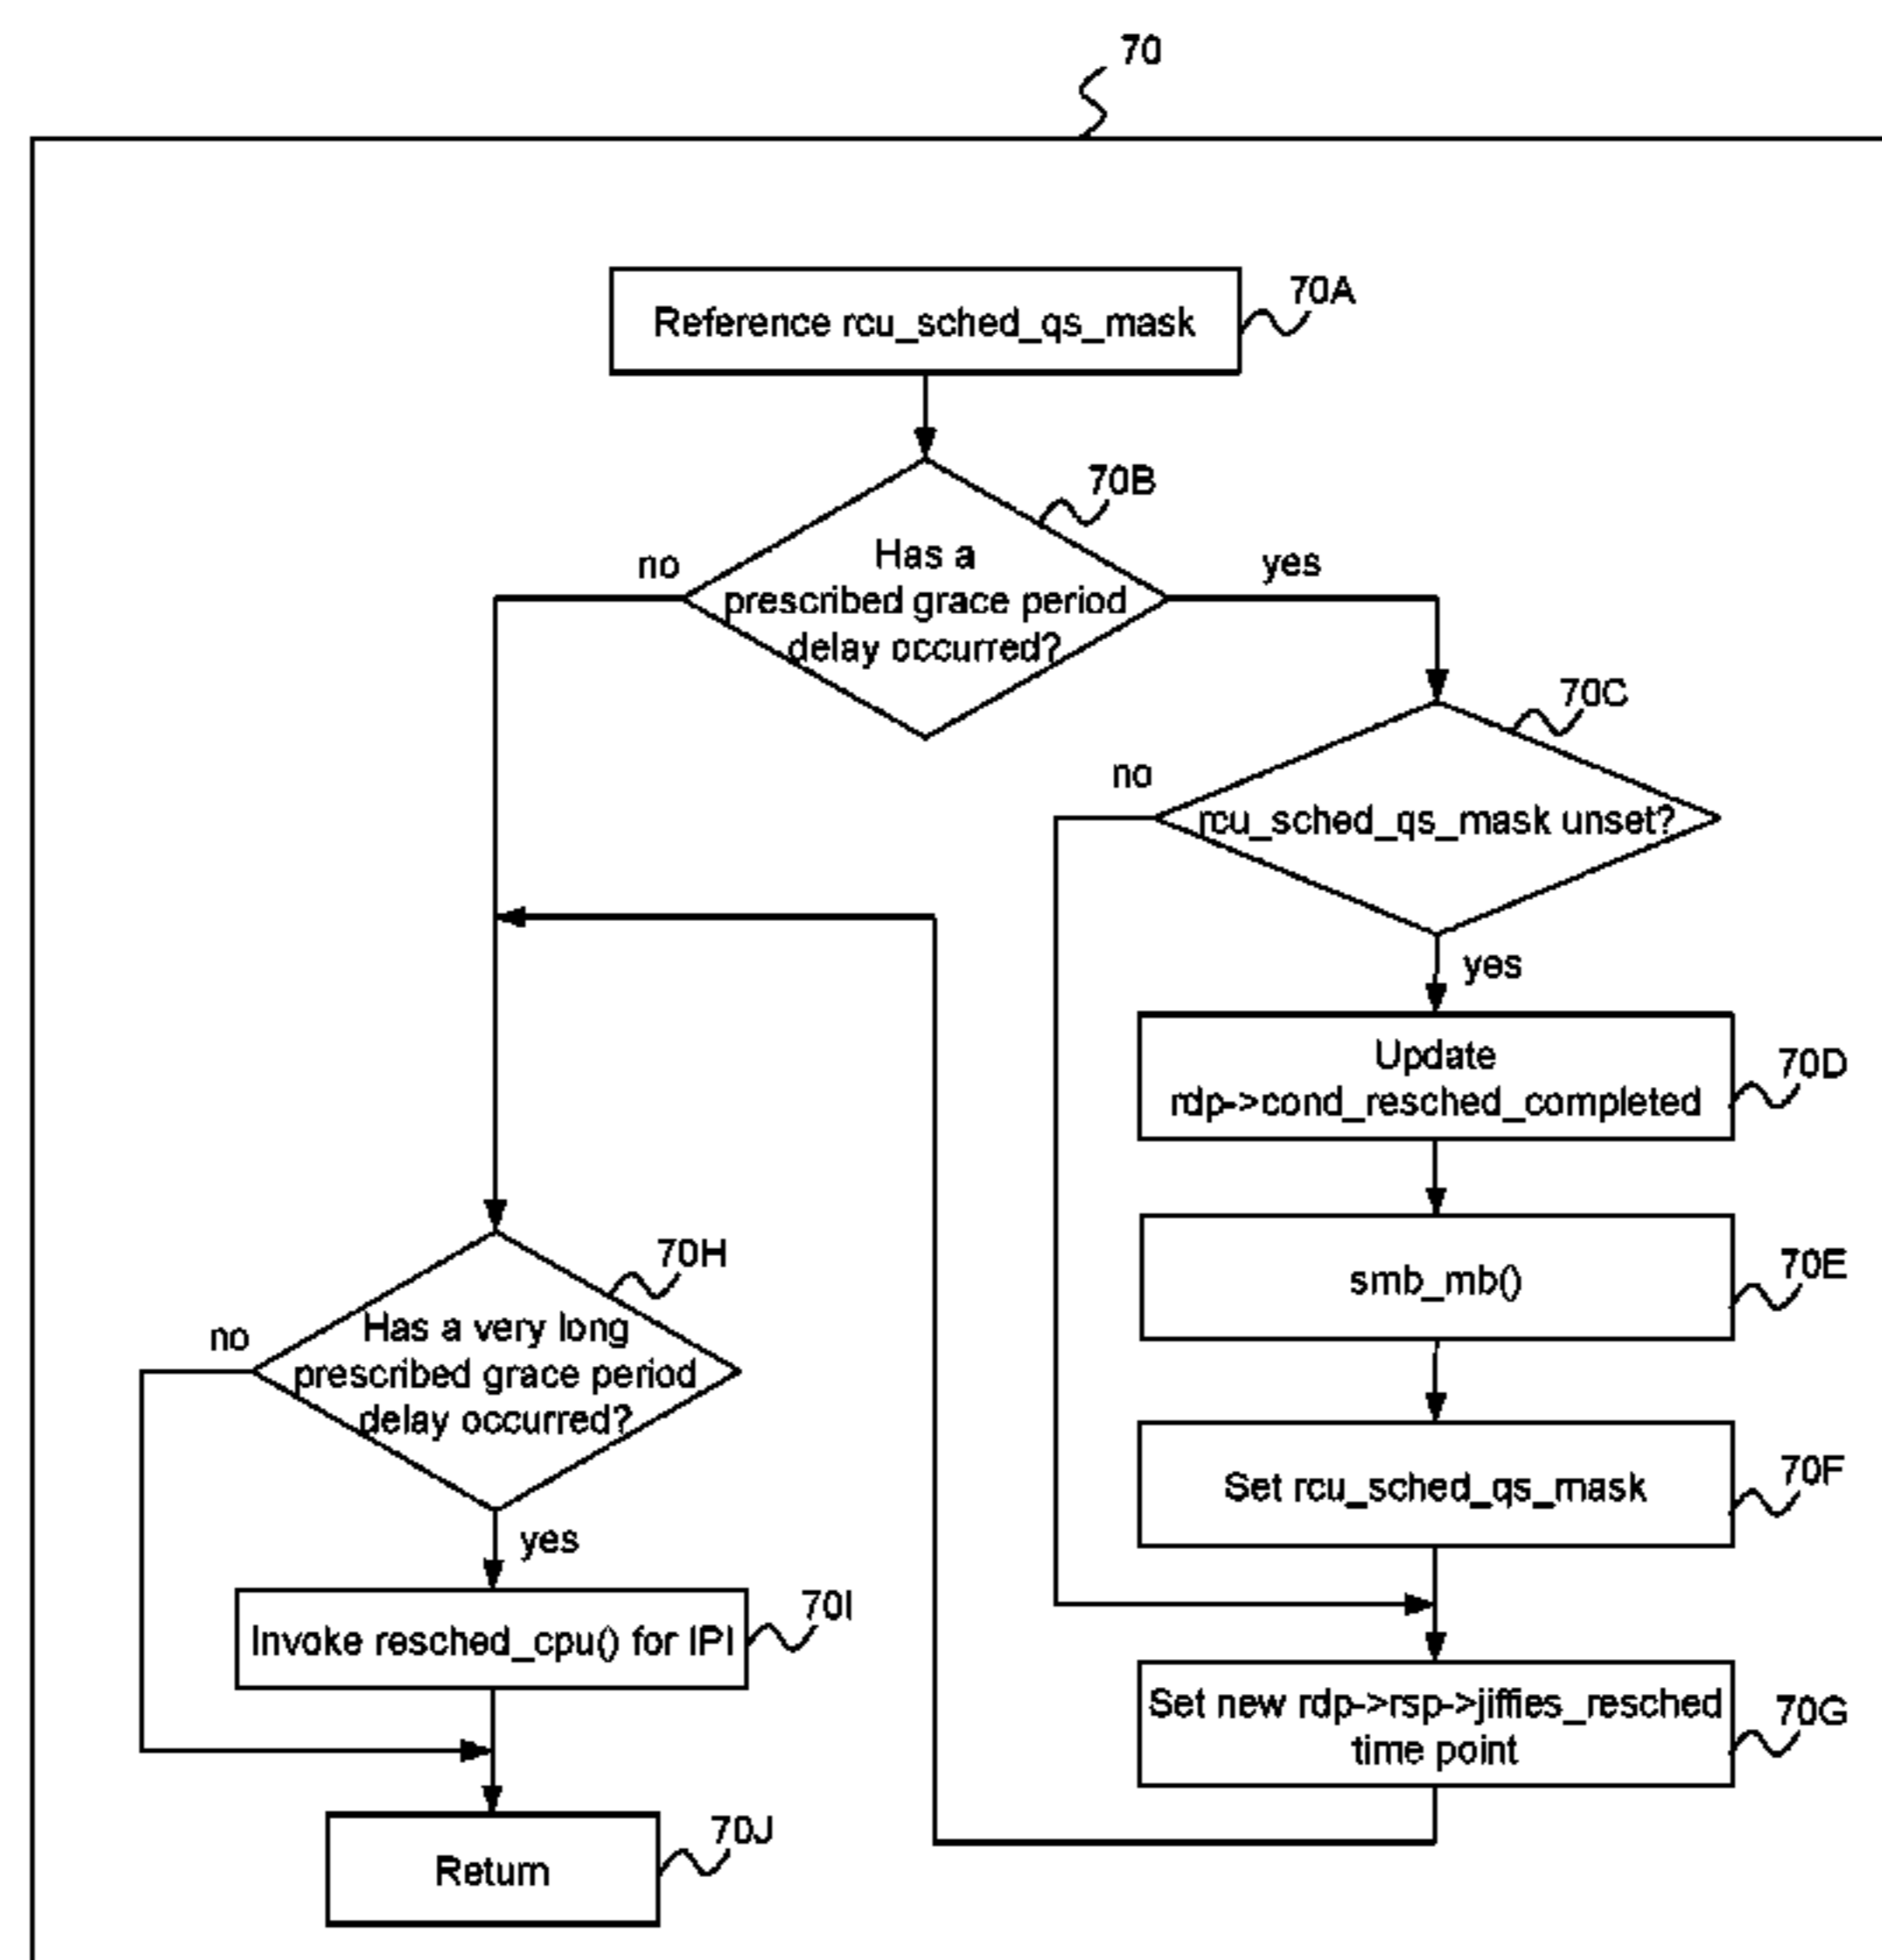 70
Reference rcu_sched_qs_mask
70A
70B
Has a
prescribed grace period
delay occurred?
no
yes
70C
rcu_sched_qs_mask unset?
no
yes
Update
rdp->cond_resched_completed
70D
smb_mb()
70E
Set rcu_sched_qs_mask
70F
Set new rdp->rsp->jiffies_resched
time point
70G
70H
Has a very long
prescribed grace period
delay occurred?
no
yes
Invoke resched_cpu() for IPI
70I
Return
70J